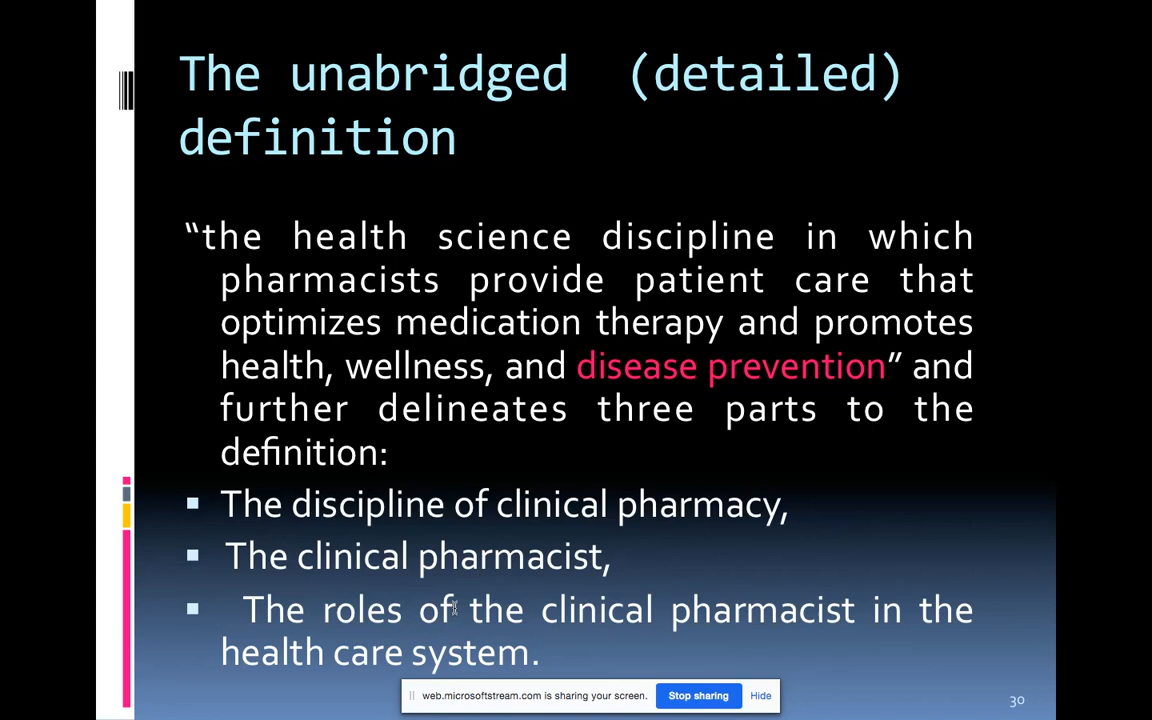 The unabridged (detailed)
definition
“the health science discipline in which
pharmacists provide patient care that
optimizes medication therapy and promotes
health, wellness, and disease prevention” and
further delineates three parts to the
definition:
▪ The discipline of clinical pharmacy,
▪ The clinical pharmacist,
▪ The roles of the clinical pharmacist in the
health care system.
web.microsoftstream.com is sharing your screen. Stop sharing Hide
30